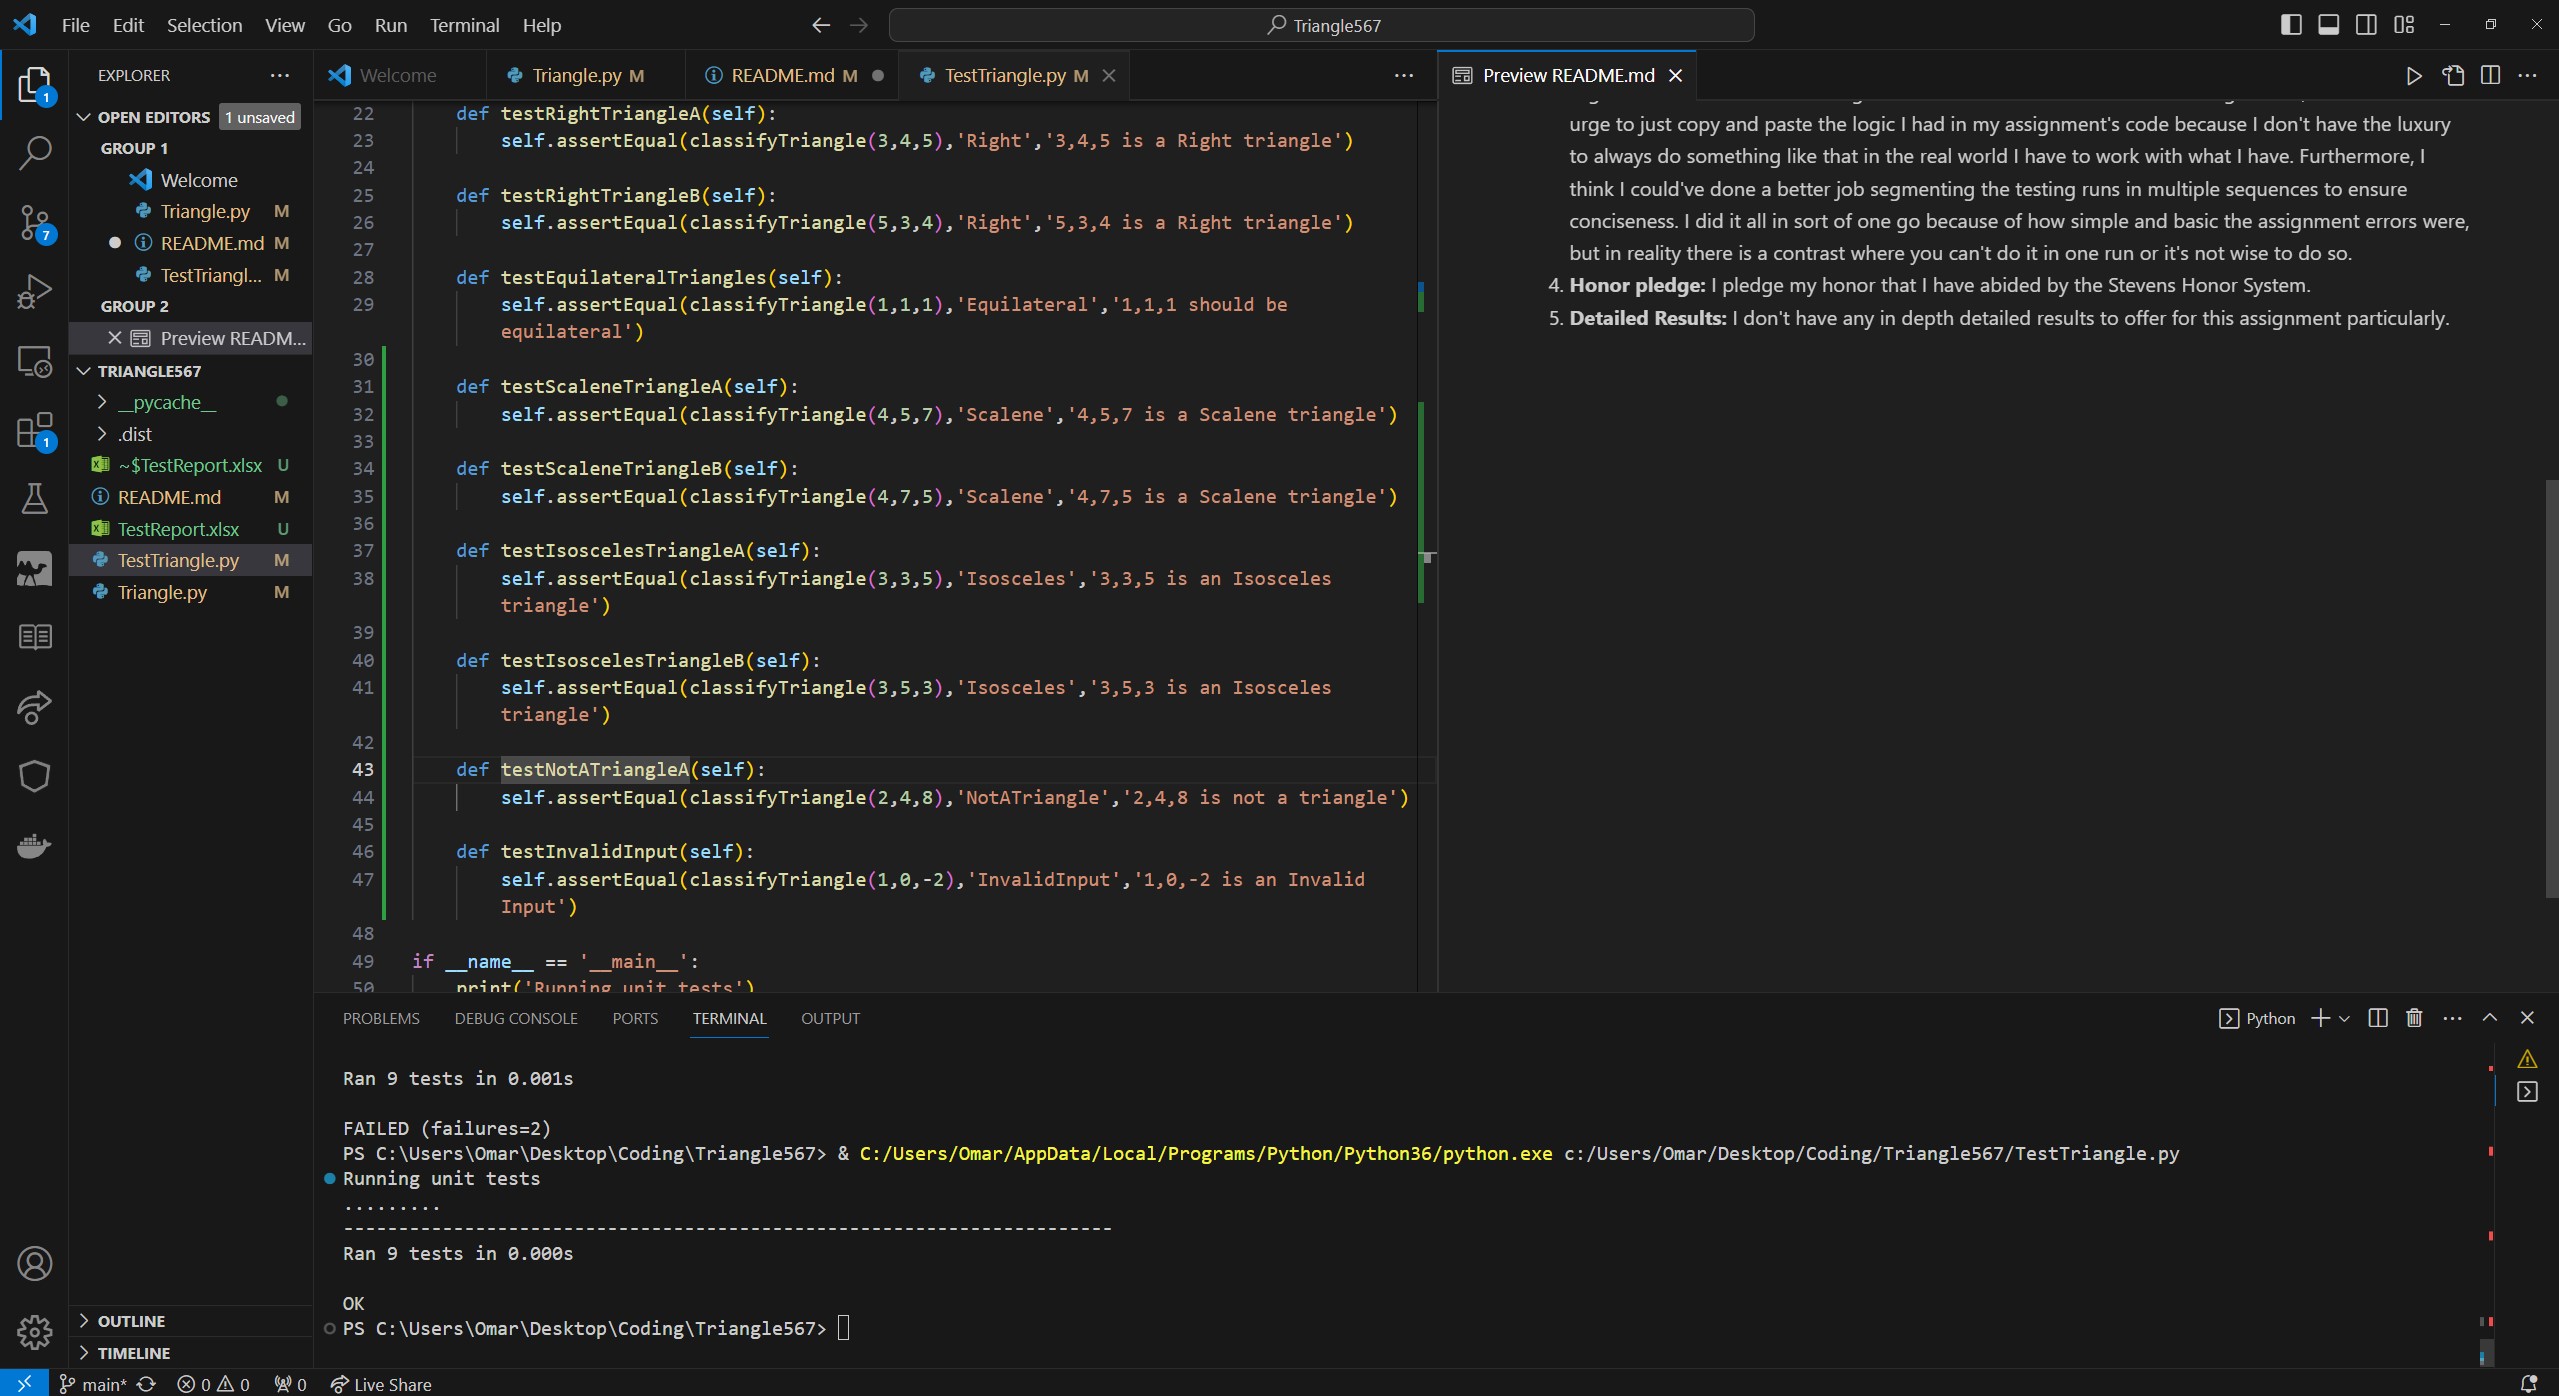 File Edit Selection View Go Run Terminal Help
Triangle567
EXPLORER
OPEN EDITORS 1 unsaved
GROUP 1
Welcome
Triangle.py M
README.md M
TestTriangl... M
GROUP 2
Preview READM...
TRIANGLE567
__pycache__
.dist
~$TestReport.xlsx U
README.md M
TestReport.xlsx U
TestTriangle.py M
Triangle.py M
OUTLINE
TIMELINE
1
7
1
Welcome
Triangle.py M
README.md M
TestTriangle.py M
22 def testRightTriangleA(self):
23 self.assertEqual(classifyTriangle(3,4,5),'Right','3,4,5 is a Right triangle')
24
25 def testRightTriangleB(self):
26 self.assertEqual(classifyTriangle(5,3,4),'Right','5,3,4 is a Right triangle')
27
28 def testEquilateralTriangles(self):
29 self.assertEqual(classifyTriangle(1,1,1),'Equilateral','1,1,1 should be
equilateral')
30
31 def testScaleneTriangleA(self):
32 self.assertEqual(classifyTriangle(4,5,7),'Scalene','4,5,7 is a Scalene triangle')
33
34 def testScaleneTriangleB(self):
35 self.assertEqual(classifyTriangle(4,7,5),'Scalene','4,7,5 is a Scalene triangle')
36
37 def testIsoscelesTriangleA(self):
38 self.assertEqual(classifyTriangle(3,3,5),'Isosceles','3,3,5 is an Isosceles
triangle')
39
40 def testIsoscelesTriangleB(self):
41 self.assertEqual(classifyTriangle(3,5,3),'Isosceles','3,5,3 is an Isosceles
triangle')
42
43 def testNotATriangleA(self):
44 self.assertEqual(classifyTriangle(2,4,8),'NotATriangle','2,4,8 is not a triangle')
45
46 def testInvalidInput(self):
47 self.assertEqual(classifyTriangle(1,0,-2),'InvalidInput','1,0,-2 is an Invalid
Input')
48
49 if __name__ == '__main__':
50 print('Running unit tests')
Preview README.md
urge to just copy and paste the logic I had in my assignment's code because I don't have the luxury
to always do something like that in the real world I have to work with what I have. Furthermore, I
think I could've done a better job segmenting the testing runs in multiple sequences to ensure
conciseness. I did it all in sort of one go because of how simple and basic the assignment errors were,
but in reality there is a contrast where you can't do it in one run or it's not wise to do so.
4. Honor pledge: I pledge my honor that I have abided by the Stevens Honor System.
5. Detailed Results: I don't have any in depth detailed results to offer for this assignment particularly.
PROBLEMS DEBUG CONSOLE PORTS TERMINAL OUTPUT
Python
Ran 9 tests in 0.001s
FAILED (failures=2)
PS C:\Users\Omar\Desktop\Coding\Triangle567> & C:/Users/Omar/AppData/Local/Programs/Python/Python36/python.exe c:/Users/Omar/Desktop/Coding/Triangle567/TestTriangle.py
Running unit tests
.........
----------------------------------------------------------------------
Ran 9 tests in 0.000s
OK
PS C:\Users\Omar\Desktop\Coding\Triangle567>
main* 0 0 0 Live Share